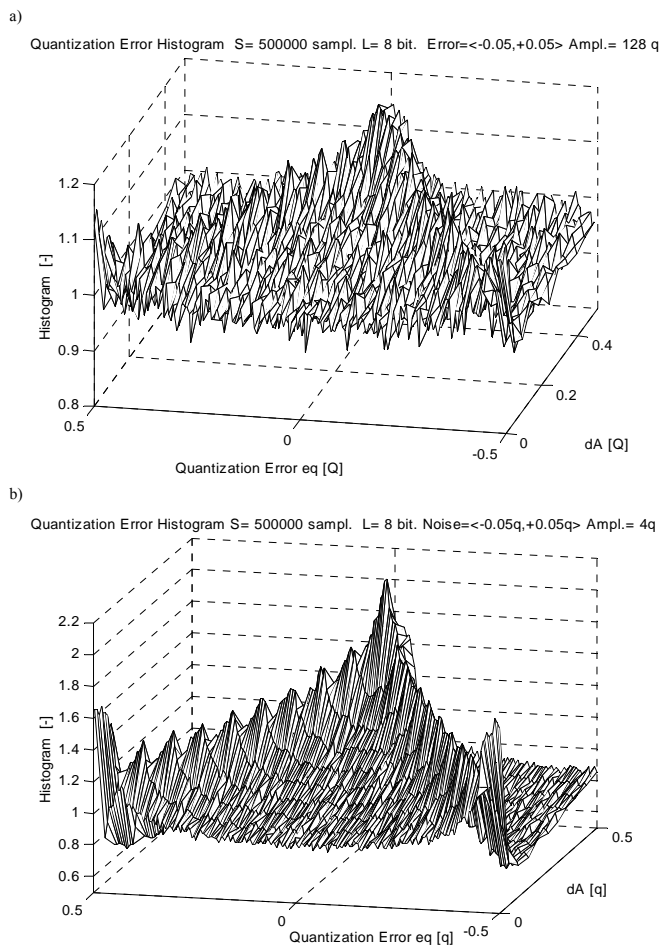 a)
Quantization Error Histogram S= 500000 sampl. L= 8 bit. Error=<-0.05,+0.05> Ampl.= 128 q
1.2
1.1
1
0.9
0.8
Histogram [-]
0.5
0
-0.5
Quantization Error eq [Q]
0
0.2
0.4
dA [Q]
b)
Quantization Error Histogram S= 500000 sampl. L= 8 bit. Noise=<-0.05q,+0.05q> Ampl.= 4q
2.2
2
1.8
1.6
1.4
1.2
1
0.8
0.6
Histogram [-]
0.5
0
-0.5
Quantization Error eq [q]
0
0.5
dA [q]